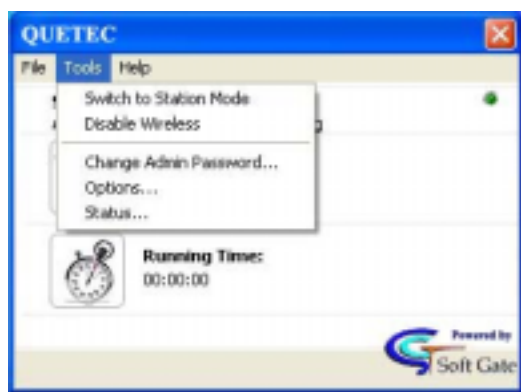 QUETEC
File Tools Help
Switch to Station Mode
Disable Wireless
Change Admin Password...
Options...
Status...
Running Time:
00:00:00
Powered by
Soft Gate